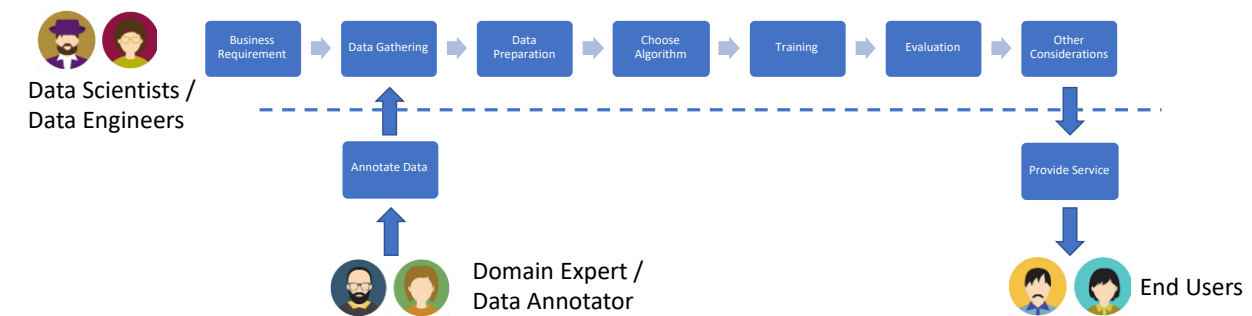 Business
Requirement
Data Gathering
Data
Preparation
Choose
Algorithm
Training
Evaluation
Other
Considerations
Data Scientists /
Data Engineers
Annotate Data
Provide Service
Domain Expert /
Data Annotator
End Users